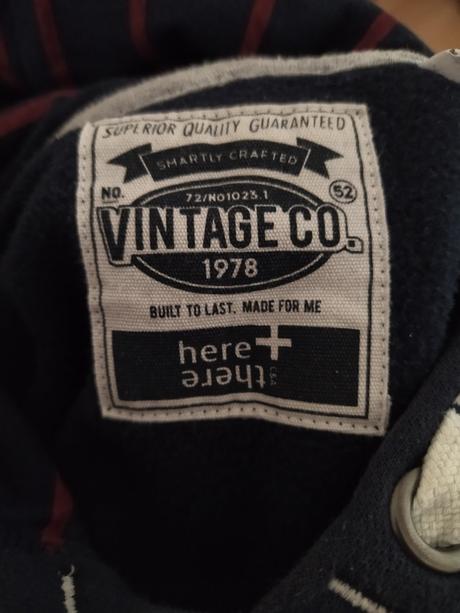 SUPERIOR QUALITY GUARANTEED
SMARTLY CRAFTED
NO.
52
72/NO1023.1
VINTAGE CO.
1978
BUILT TO LAST. MADE FOR ME
here+
there
C&A